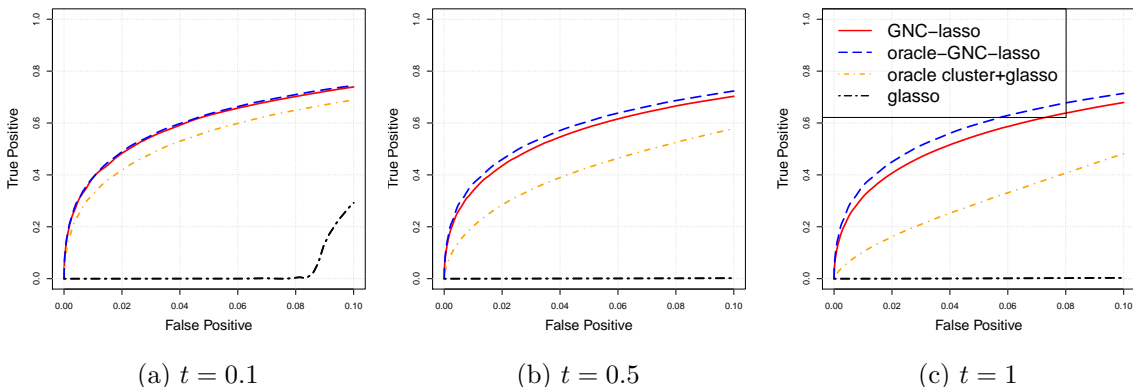 GNC−lasso
oracle−GNC−lasso
oracle cluster+glasso
glasso
True Positive
0.0 0.2 0.4 0.6 0.8 1.0
0.00 0.02 0.04 0.06 0.08 0.10
False Positive
(a) t = 0.1
True Positive
0.0 0.2 0.4 0.6 0.8 1.0
0.00 0.02 0.04 0.06 0.08 0.10
False Positive
(b) t = 0.5
True Positive
0.0 0.2 0.4 0.6 0.8 1.0
0.00 0.02 0.04 0.06 0.08 0.10
False Positive
(c) t = 1